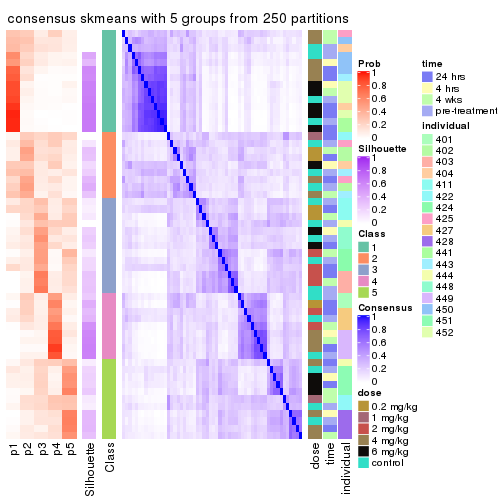 consensus skmeans with 5 groups from 250 partitions
p1
p2
p3
p4
p5
Silhouette
Class
dose
time
individual
Prob
1
0.8
0.6
0.4
0.2
0
Silhouette
1
0.8
0.6
0.4
0.2
0
Class
1
2
3
4
5
Consensus
1
0.8
0.6
0.4
0.2
0
dose
0.2 mg/kg
1 mg/kg
2 mg/kg
4 mg/kg
6 mg/kg
control
time
24 hrs
4 hrs
4 wks
pre-treatment
individual
401
402
403
404
411
422
424
425
427
428
441
443
444
448
449
450
451
452